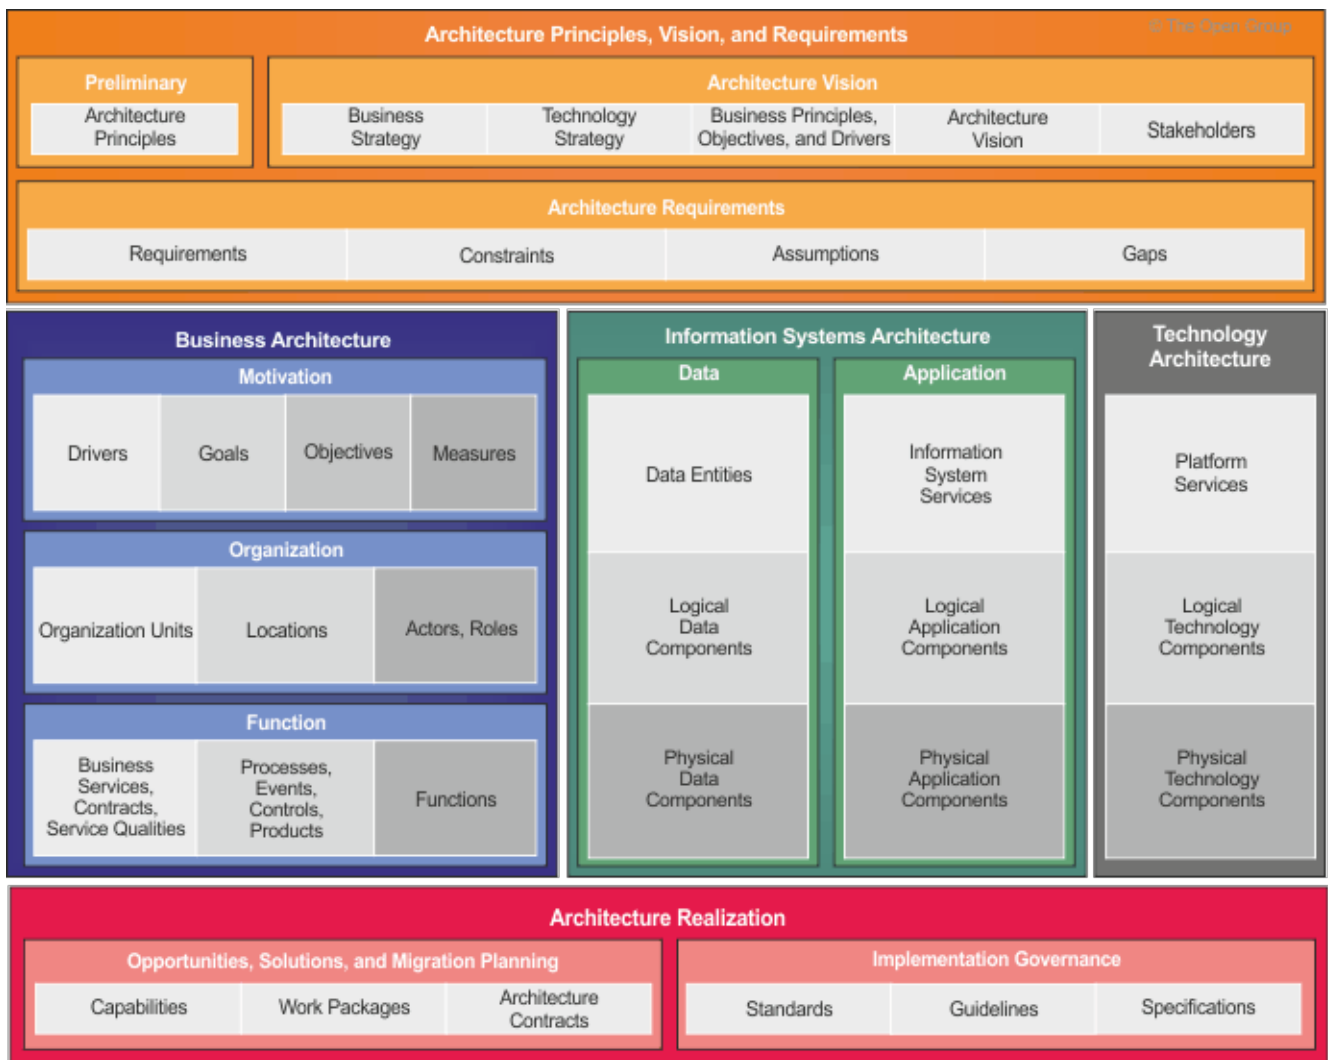 Architecture Principles, Vision, and Requirements
© The Open Group
Preliminary
Architecture
Principles
Architecture Vision
Business
Strategy
Technology
Strategy
Business Principles,
Objectives, and Drivers
Architecture
Vision
Stakeholders
Architecture Requirements
Requirements
Constraints
Assumptions
Gaps
Business Architecture
Motivation
Drivers
Goals
Objectives
Measures
Organization
Organization Units
Locations
Actors, Roles
Function
Business
Services,
Contracts,
Service Qualities
Processes,
Events,
Controls,
Products
Functions
Information Systems Architecture
Data
Data Entities
Logical
Data
Components
Physical
Data
Components
Application
Information
System
Services
Logical
Application
Components
Physical
Application
Components
Technology
Architecture
Platform
Services
Logical
Technology
Components
Physical
Technology
Components
Architecture Realization
Opportunities, Solutions, and Migration Planning
Capabilities
Work Packages
Architecture
Contracts
Implementation Governance
Standards
Guidelines
Specifications